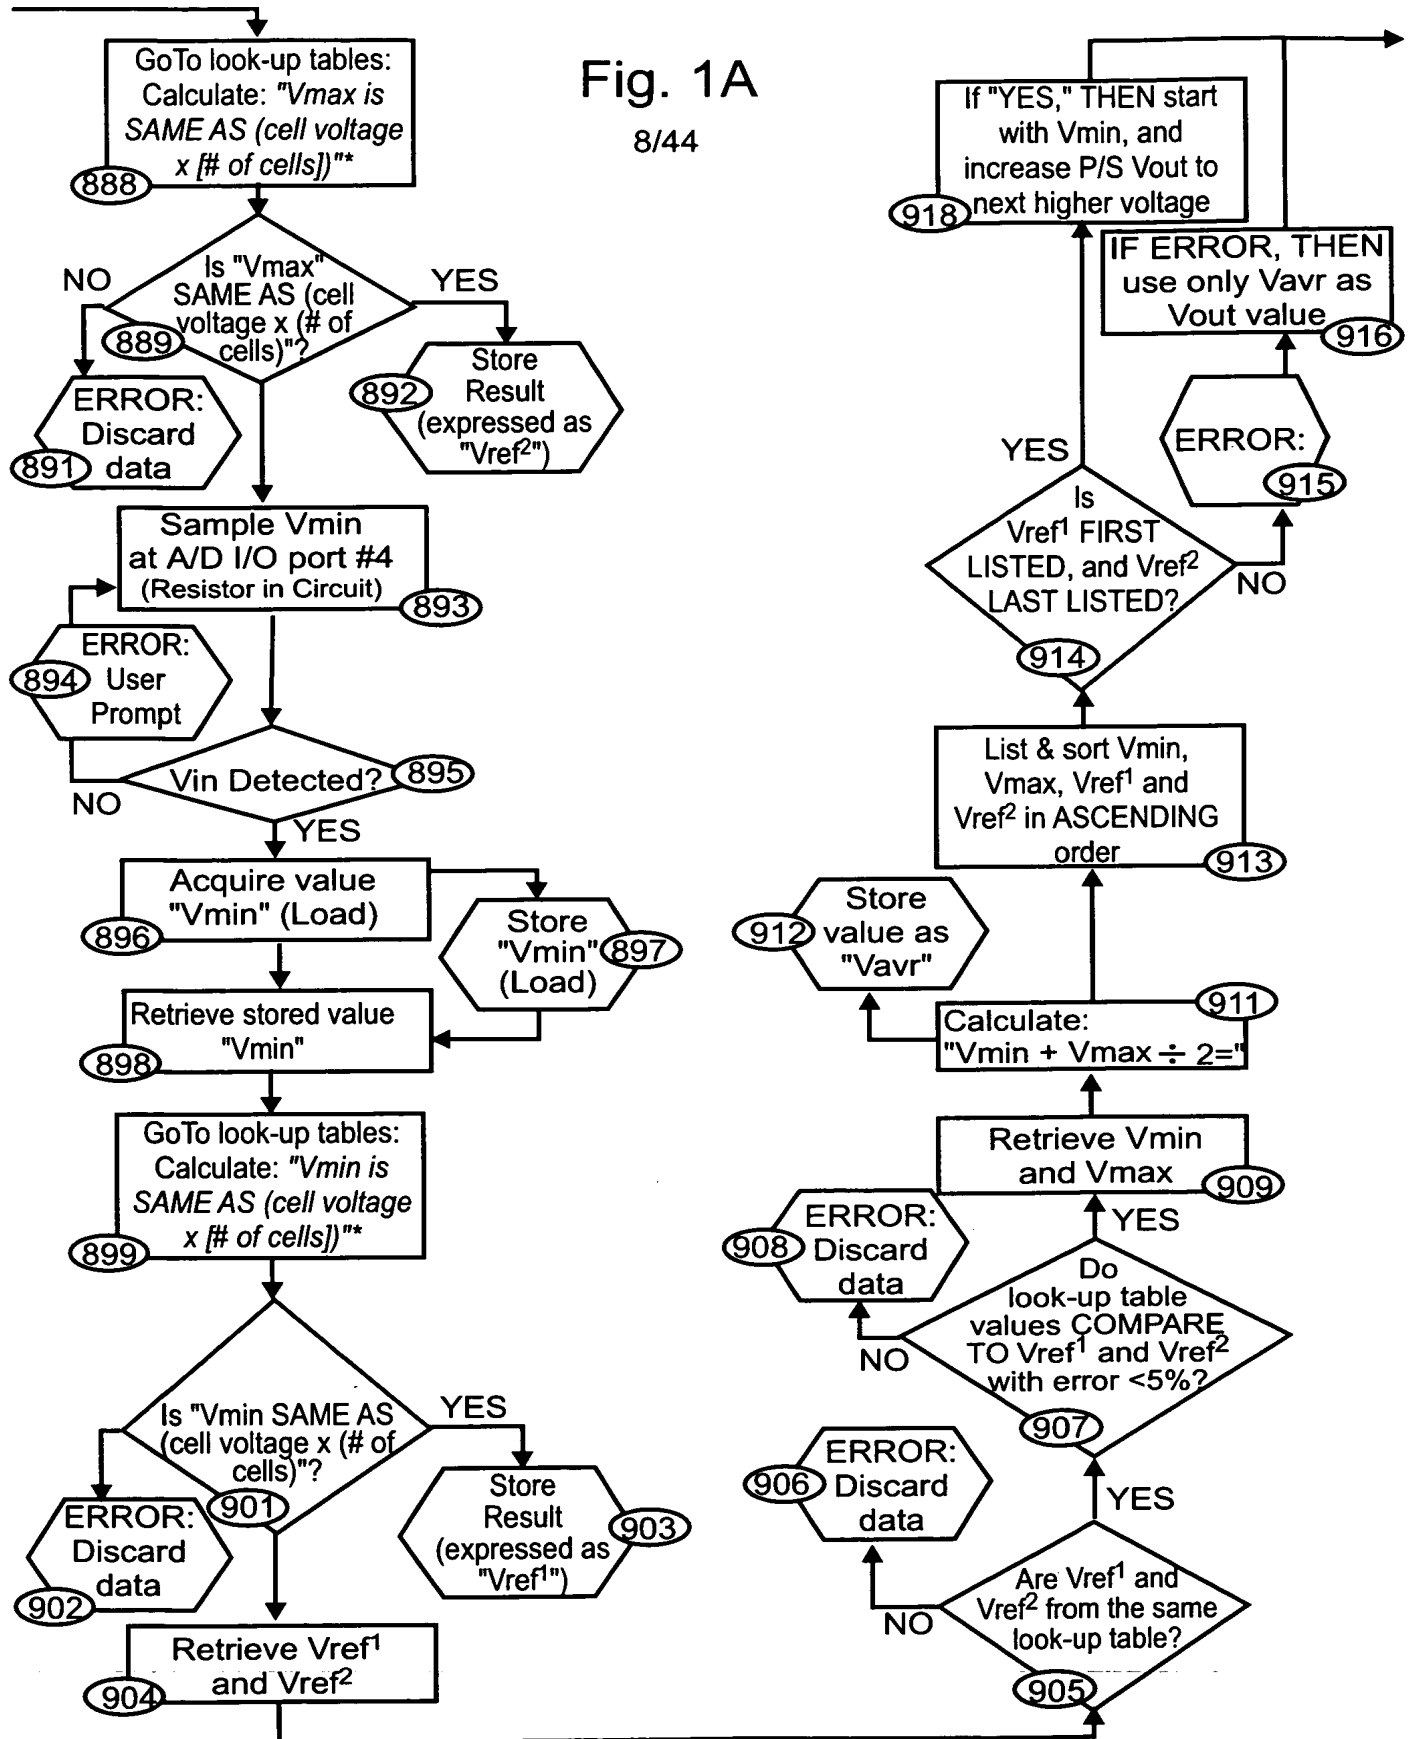 Fig. 1A
8/44
GoTo look-up tables:
Calculate: "Vmax is
SAME AS (cell voltage
x [# of cells])"*
888
Is "Vmax"
SAME AS (cell
voltage x (# of
cells)"?
889
NO
YES
ERROR:
Discard
data
891
Store
Result
(expressed as
"Vref²")
892
Sample Vmin
at A/D I/O port #4
(Resistor in Circuit)
893
ERROR:
User
Prompt
894
Vin Detected?
895
NO
YES
Acquire value
"Vmin" (Load)
896
Store
"Vmin"
(Load)
897
Retrieve stored value
"Vmin"
898
GoTo look-up tables:
Calculate: "Vmin is
SAME AS (cell voltage
x [# of cells])"*
899
Is "Vmin SAME AS
(cell voltage x (# of
cells)"?
901
YES
ERROR:
Discard
data
902
Store
Result
(expressed as
"Vref¹")
903
Retrieve Vref¹
and Vref²
904
If "YES," THEN start
with Vmin, and
increase P/S Vout to
next higher voltage
918
IF ERROR, THEN
use only Vavr as
Vout value
916
ERROR:
915
YES
Is
Vref¹ FIRST
LISTED, and Vref²
LAST LISTED?
914
NO
List & sort Vmin,
Vmax, Vref¹ and
Vref² in ASCENDING
order
913
Store
value as
"Vavr"
912
911
Calculate:
"Vmin + Vmax ÷ 2="
Retrieve Vmin
and Vmax
909
YES
ERROR:
Discard
data
908
Do
look-up table
values COMPARE
TO Vref¹ and Vref²
with error <5%?
907
NO
ERROR:
Discard
data
906
YES
Are Vref¹ and
Vref² from the same
look-up table?
905
NO